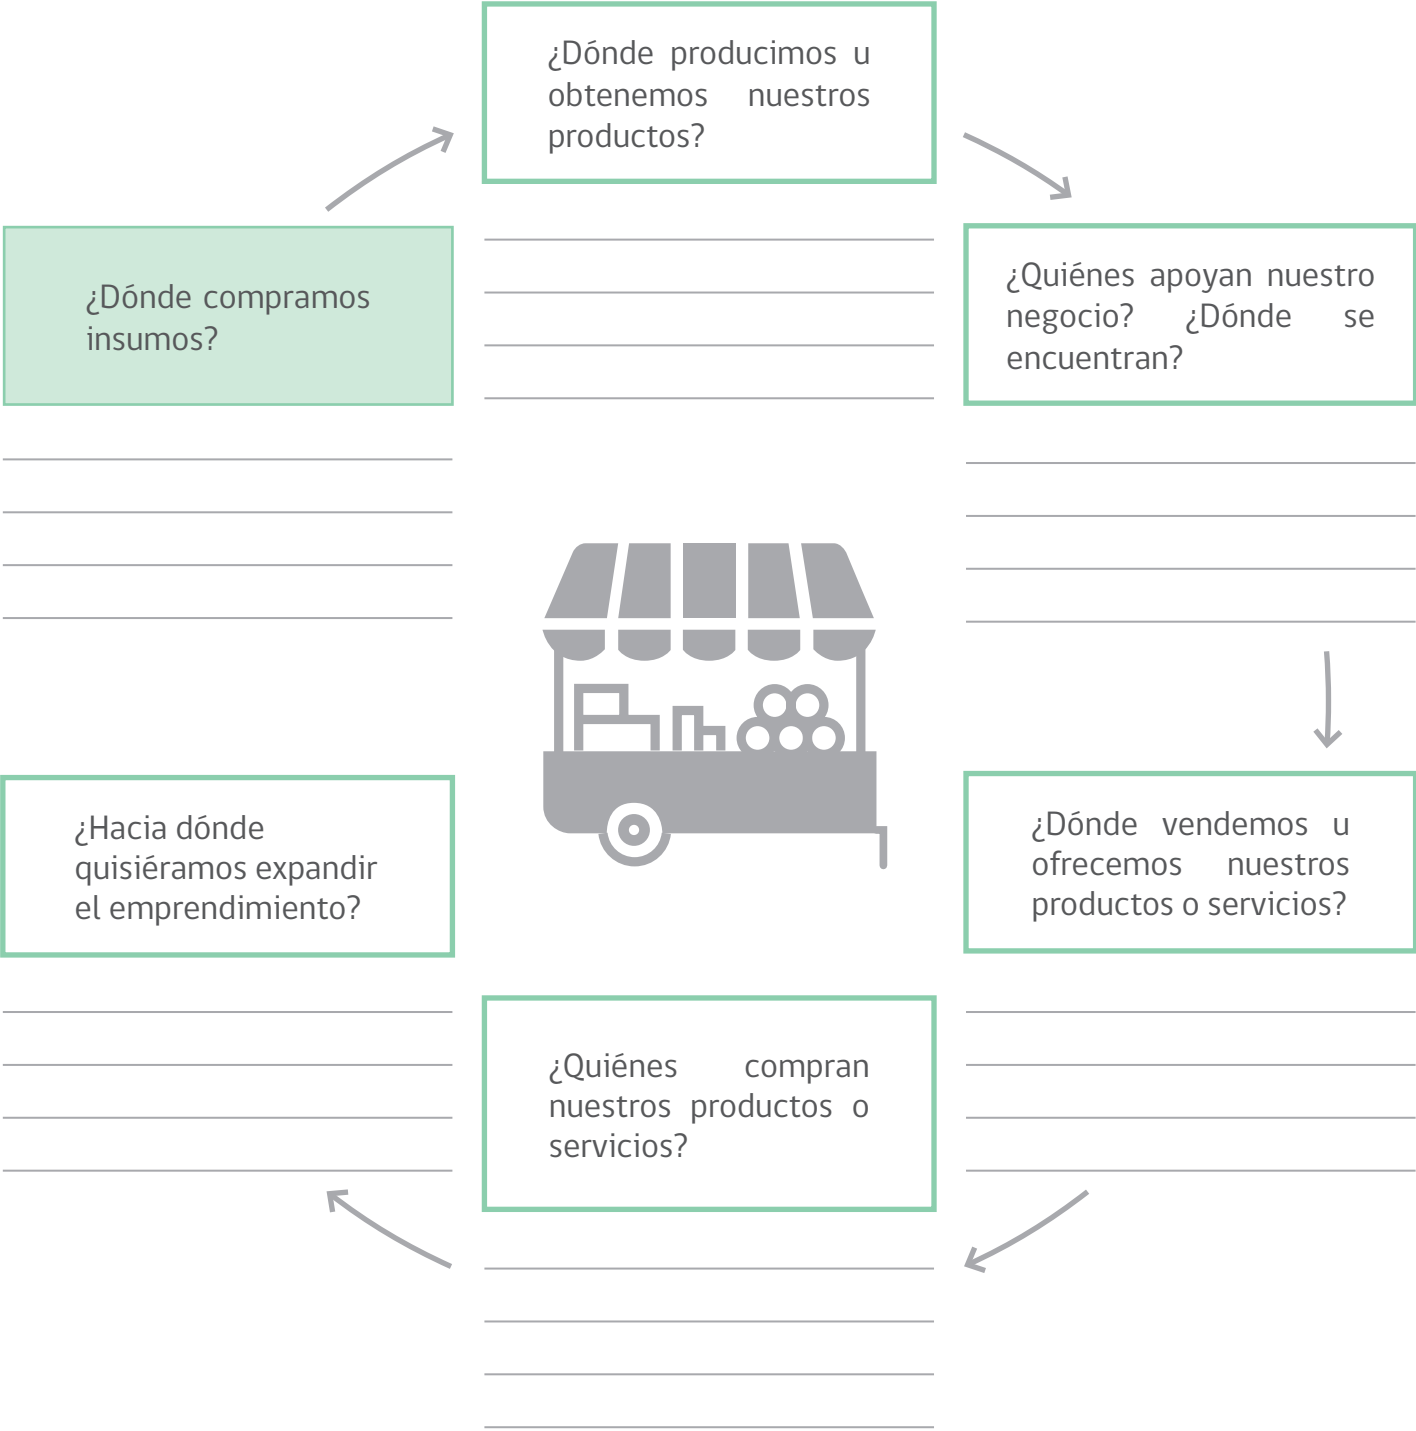 ¿Dónde compramos
insumos?
¿Dónde producimos u
obtenemos nuestros
productos?
¿Quiénes apoyan nuestro
negocio? ¿Dónde se
encuentran?
¿Dónde vendemos u
ofrecemos nuestros
productos o servicios?
¿Quiénes compran
nuestros productos o
servicios?
¿Hacia dónde
quisiéramos expandir
el emprendimiento?